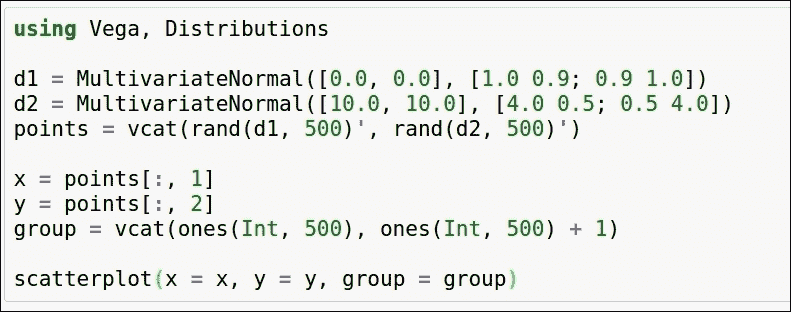 using Vega, Distributions
d1 = MultivariateNormal([0.0, 0.0], [1.0 0.9; 0.9 1.0])
d2 = MultivariateNormal([10.0, 10.0], [4.0 0.5; 0.5 4.0])
points = vcat(rand(d1, 500)', rand(d2, 500)')
x = points[:, 1]
y = points[:, 2]
group = vcat(ones(Int, 500), ones(Int, 500) + 1)
scatterplot(x = x, y = y, group = group)